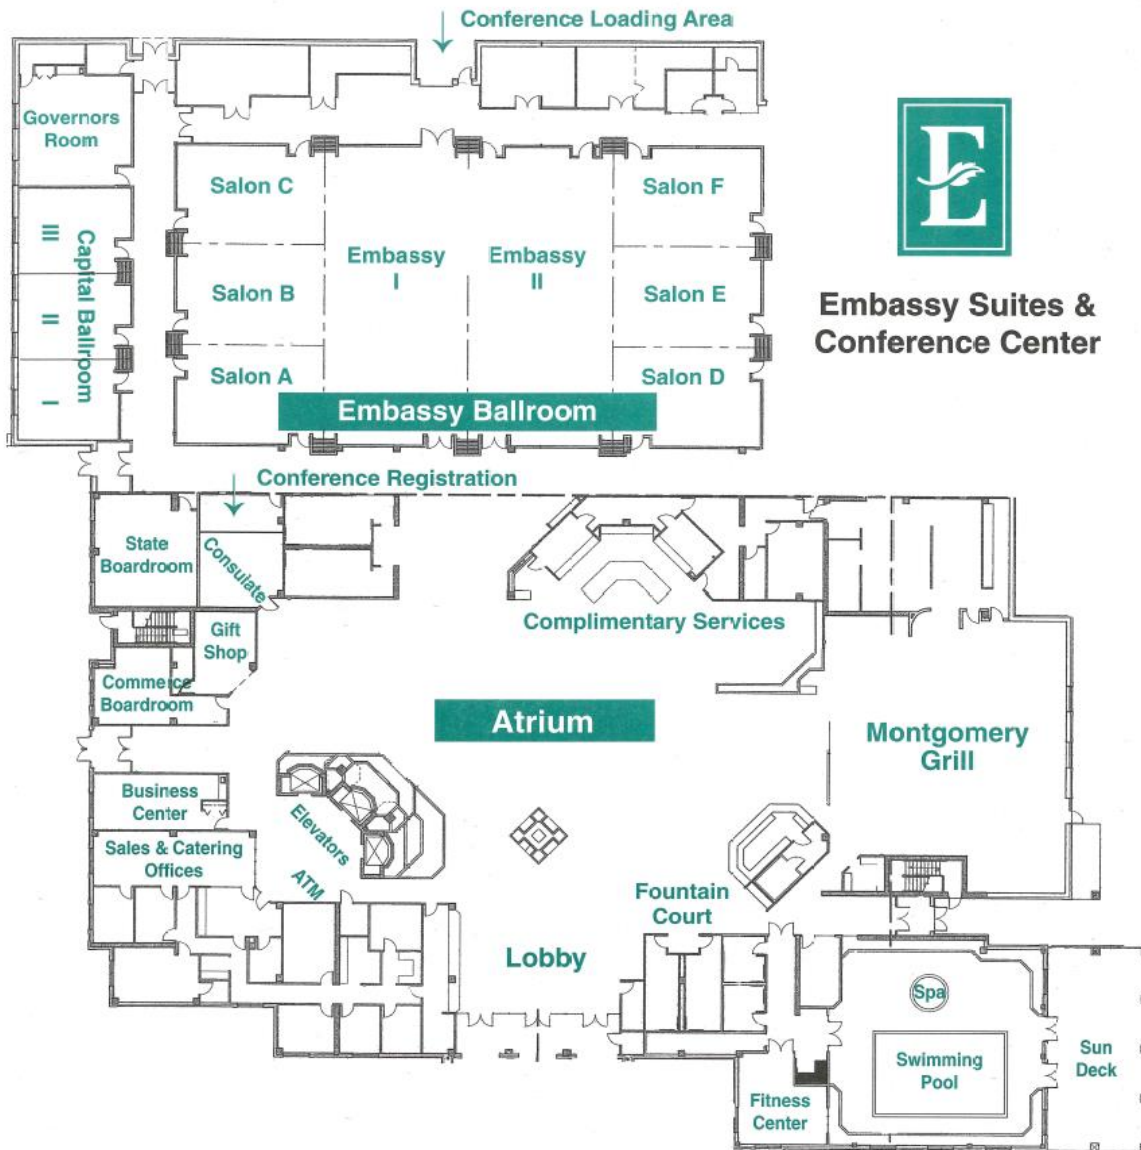 Conference Loading Area
Governors
Room
Salon C
Salon F
E
III
Capital Ballroom
Embassy
I
Embassy
II
Salon B
Salon E
II
Embassy Suites &
Conference Center
I
Salon A
Salon D
Embassy Ballroom
Conference Registration
State
Boardroom
Consulate
Complimentary Services
Gift
Shop
Commerce
Boardroom
Atrium
Montgomery
Grill
Business
Center
Elevators
Sales & Catering
Offices
ATM
Fountain
Court
Lobby
Spa
Swimming
Pool
Sun
Deck
Fitness
Center